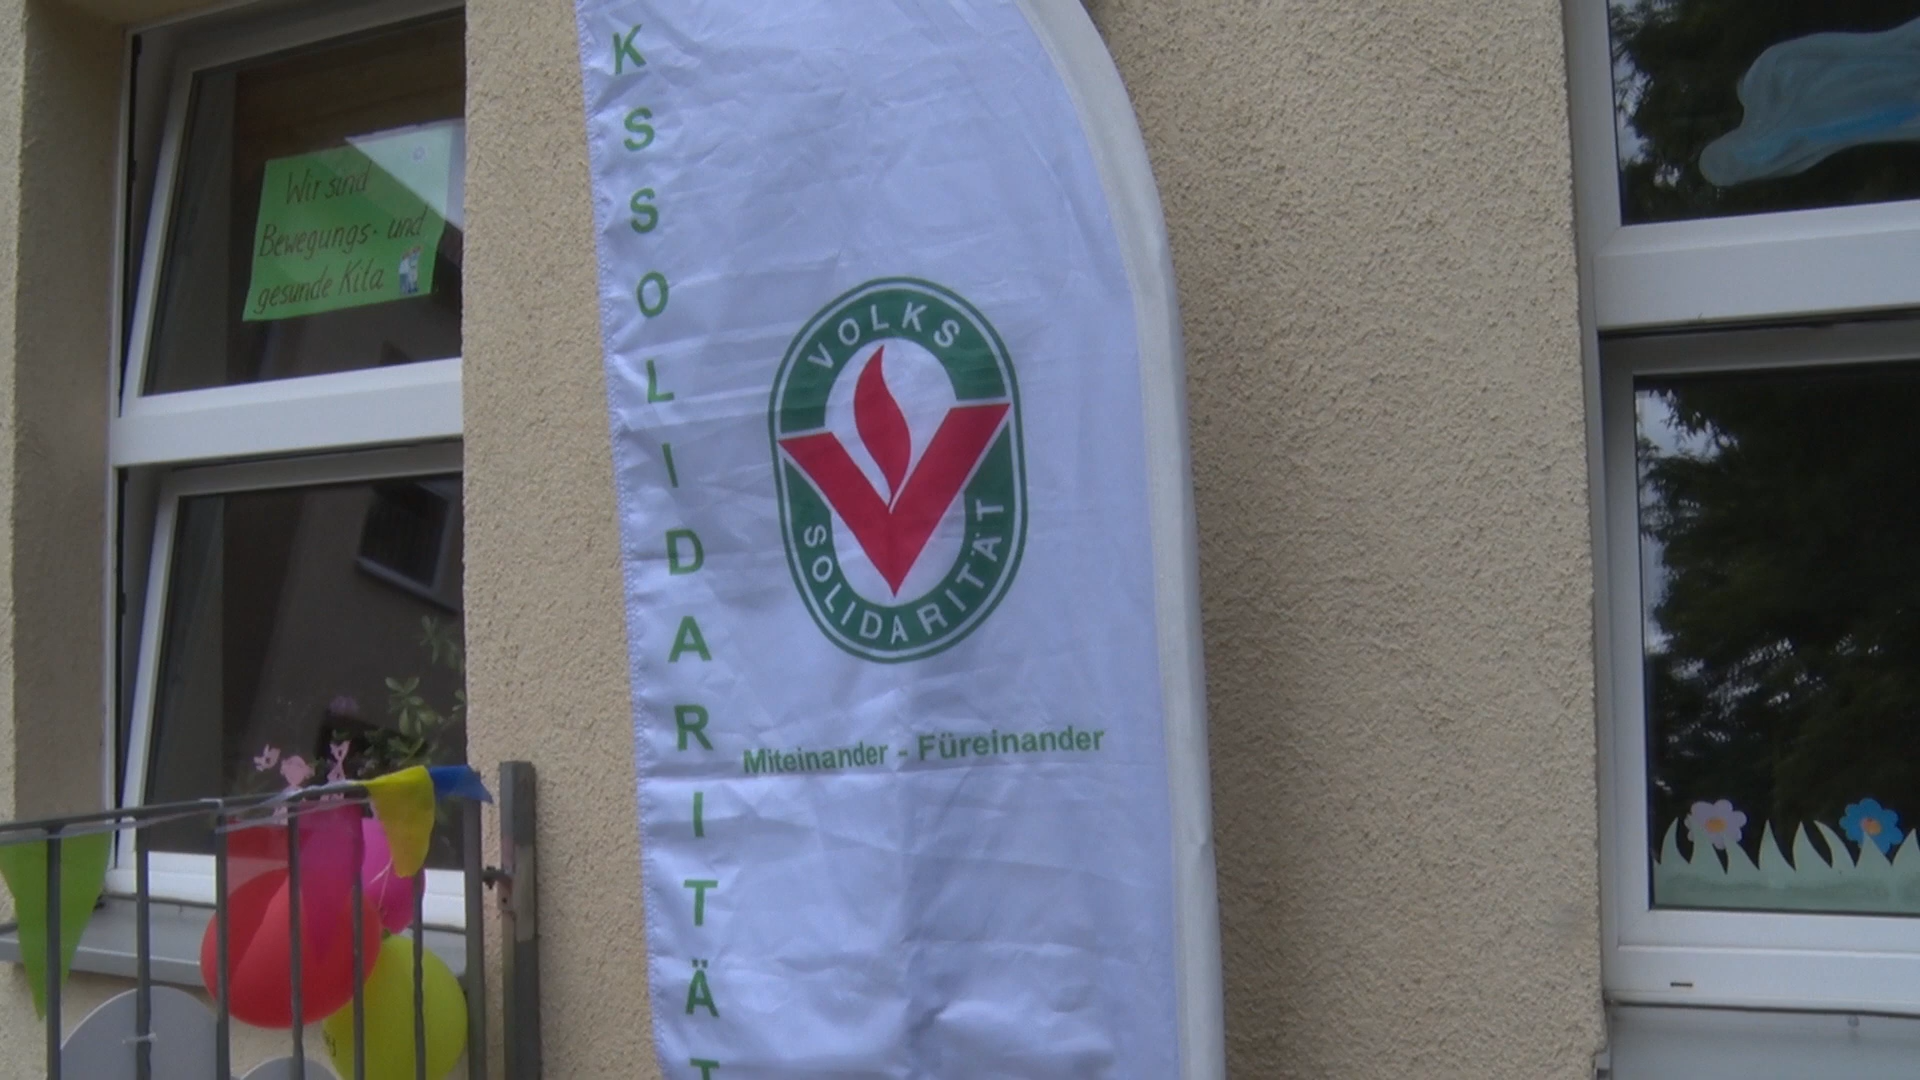 Wir sind
Bewegungs- und
gesunde Kita
KSSOLIDARITÄT
VOLKS
SOLIDARITÄT
Miteinander - Füreinander